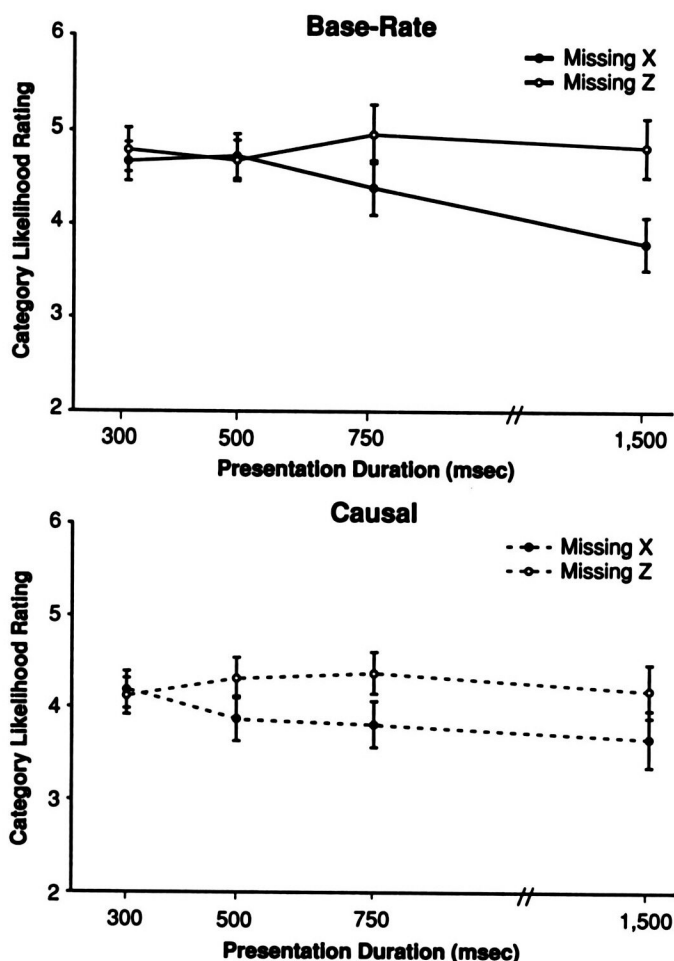 Base-Rate
Missing X
Missing Z
Category Likelihood Rating
6
5
4
3
2
300 500 750 1,500
Presentation Duration (msec)
Causal
Missing X
Missing Z
Category Likelihood Rating
6
5
4
3
2
300 500 750 1,500
Presentation Duration (msec)